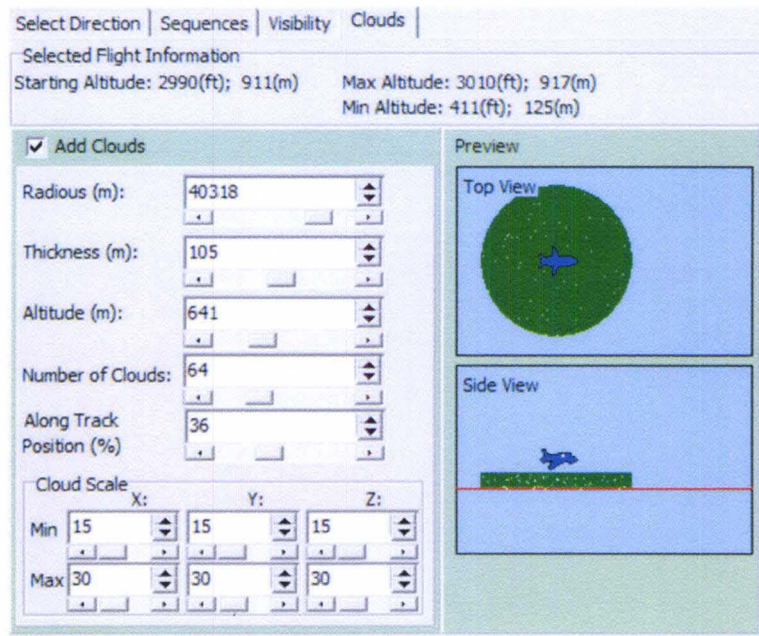 Select Direction Sequences Visibility Clouds
Selected Flight Information
Starting Altitude: 2990(ft); 911(m) Max Altitude: 3010(ft); 917(m)
Min Altitude: 411(ft); 125(m)
Add Clouds
Radious (m): 40318
Thickness (m): 105
Altitude (m): 641
Number of Clouds: 64
Along Track
Position (%) 36
Cloud Scale
X: Y: Z:
Min 15 15 15
Max 30 30 30
Preview
Top View
Side View